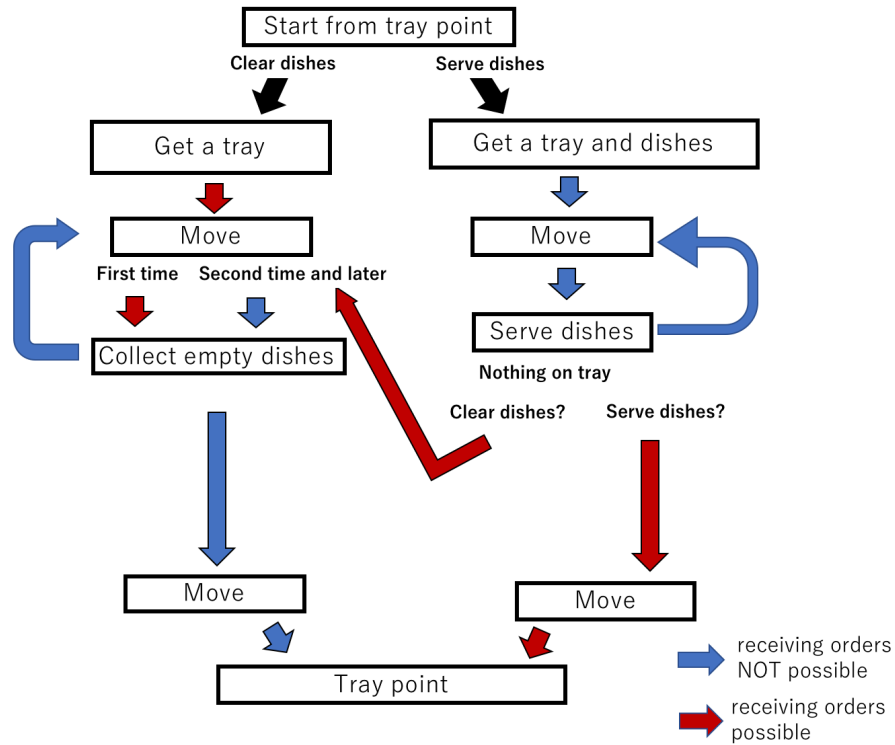 Start from tray point
Clear dishes
Serve dishes
Get a tray
Get a tray and dishes
Move
Move
First time
Second time and later
Serve dishes
Collect empty dishes
Nothing on tray
Clear dishes?
Serve dishes?
Move
Move
Tray point
receiving orders
NOT possible
receiving orders
possible